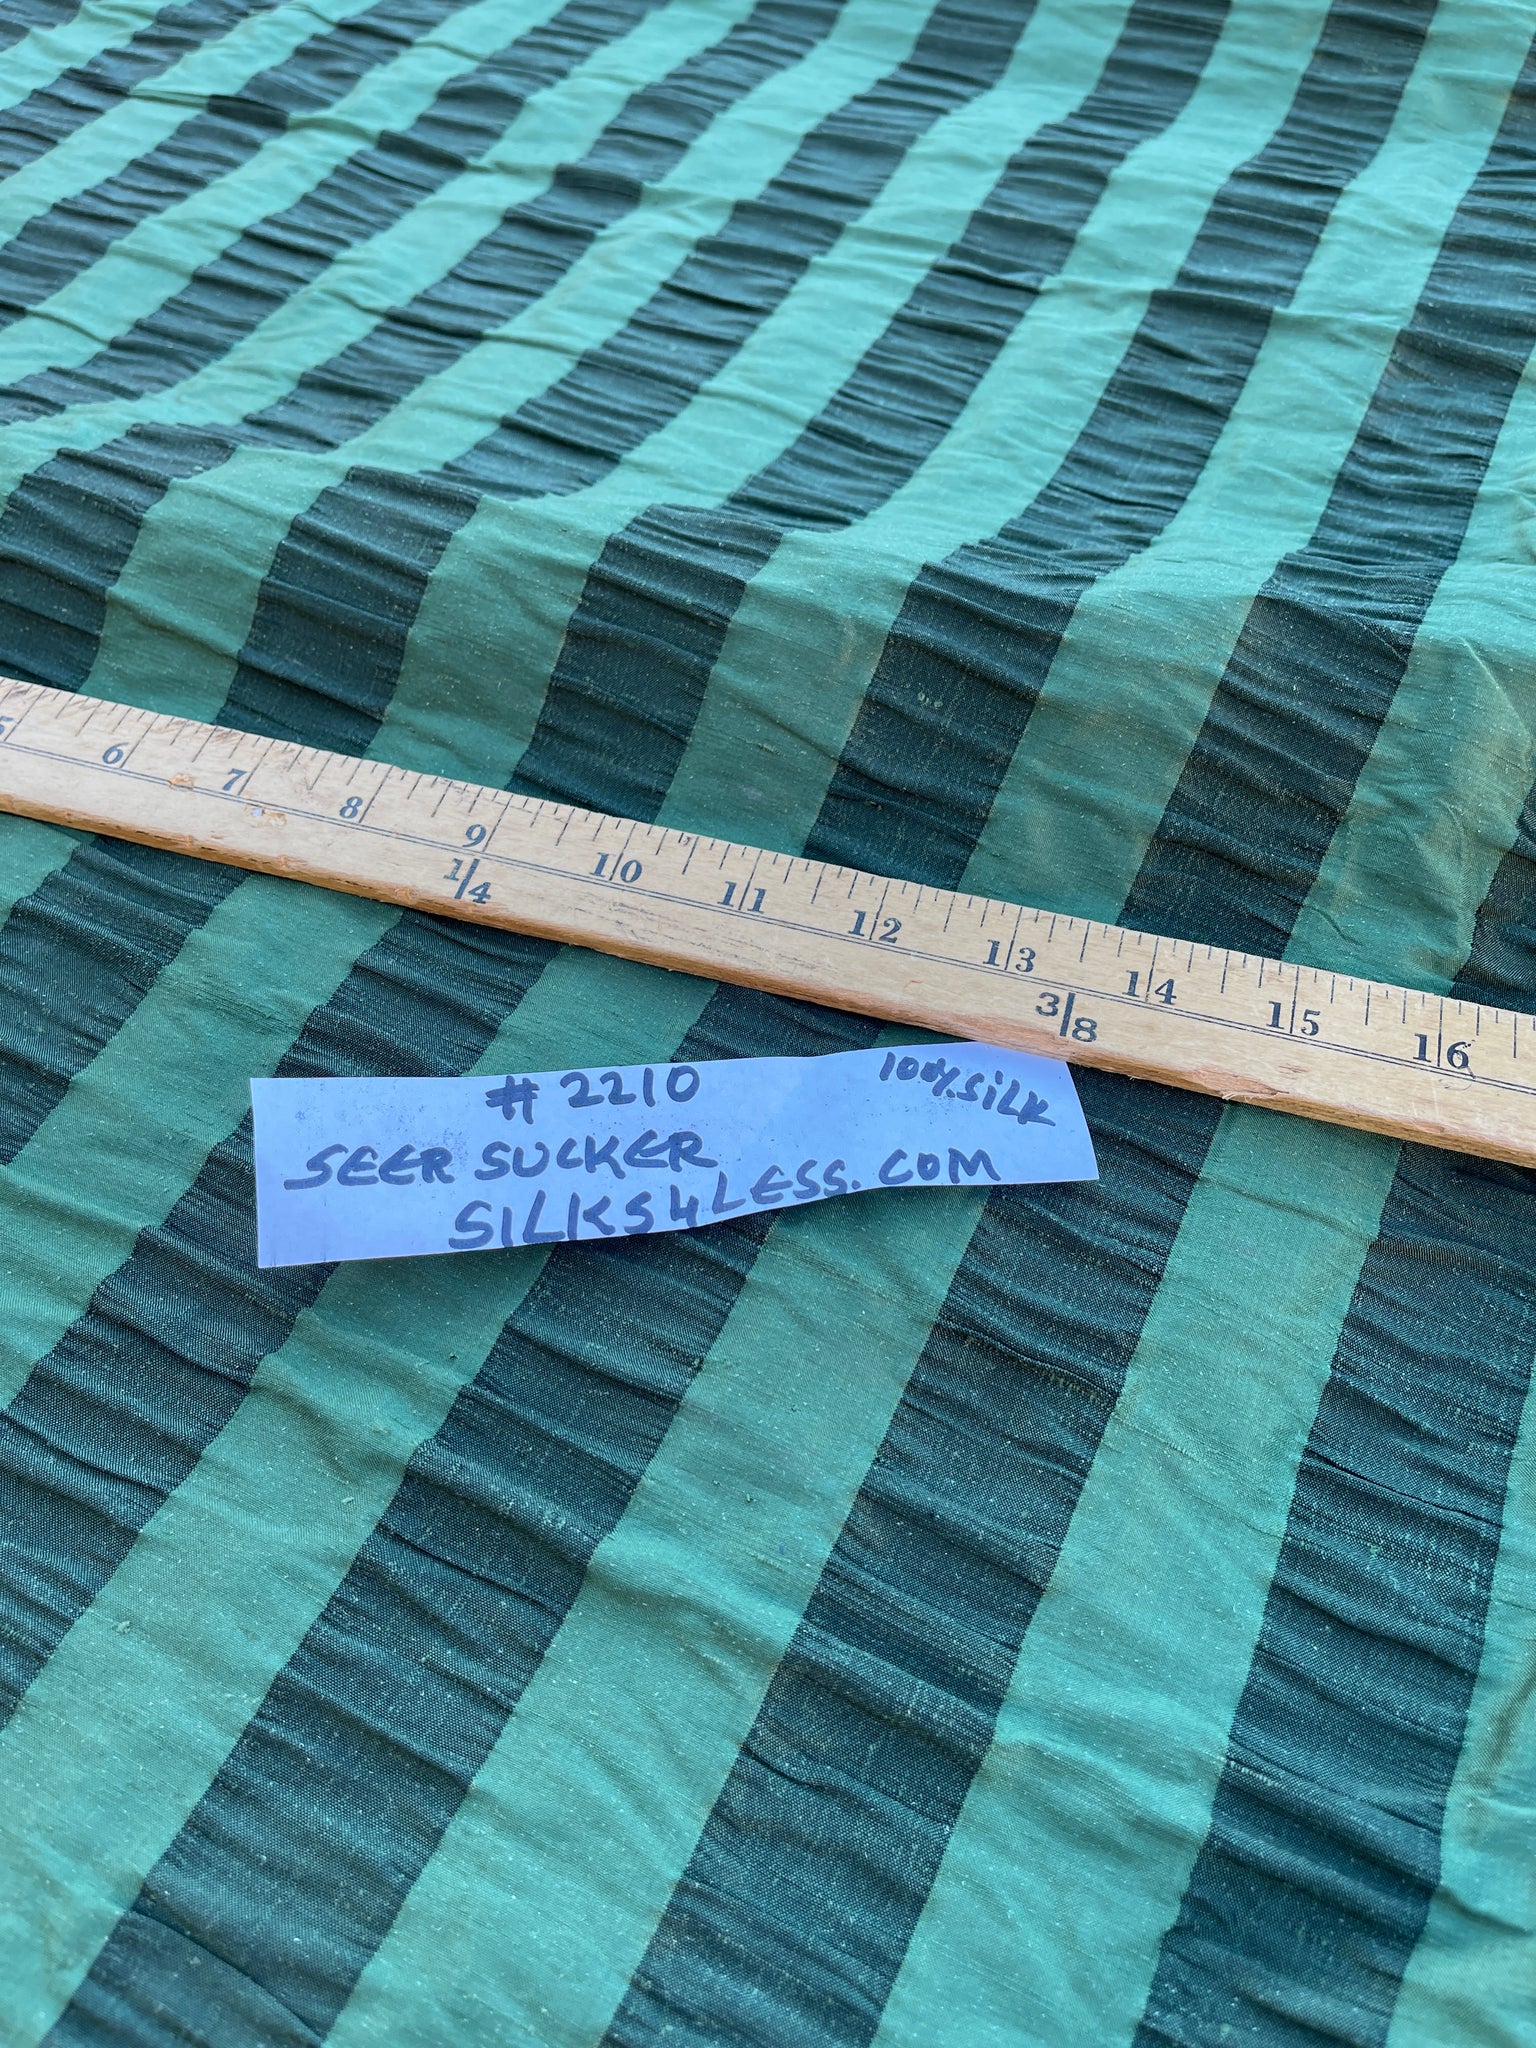 5 6 7 8 9 10 11 12 13 14 15 16
1/4 3/8
#2210 100% SILK
SEER SUCKER
SILKS4LESS.COM